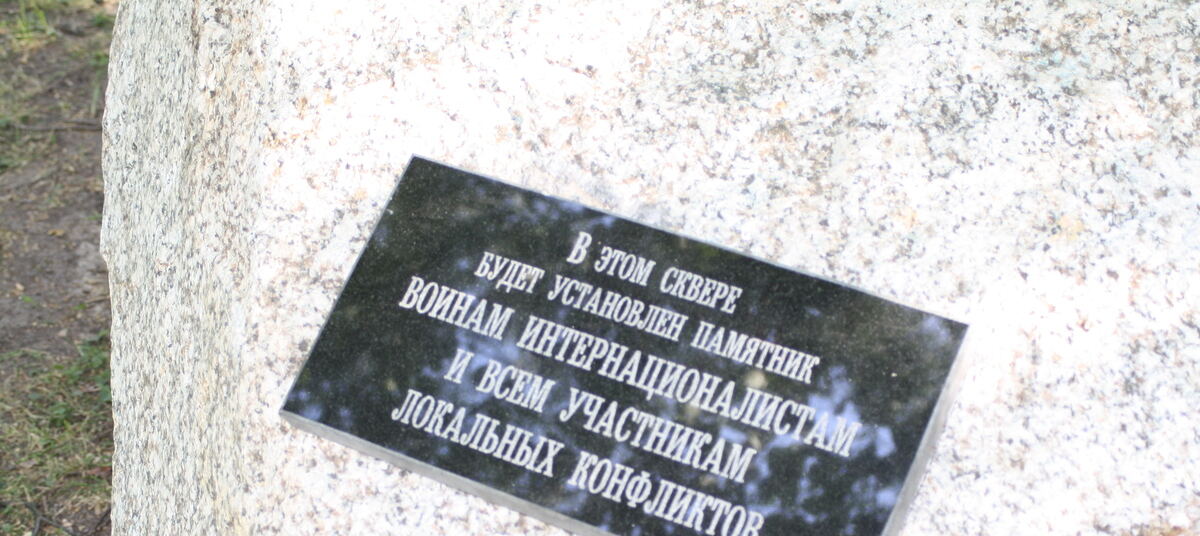 В ЭТОМ СКВЕРЕ
БУДЕТ УСТАНОВЛЕН ПАМЯТНИК
ВОИНАМ ИНТЕРНАЦИОНАЛИСТАМ
И ВСЕМ УЧАСТНИКАМ
ЛОКАЛЬНЫХ КОНФЛИКТОВ